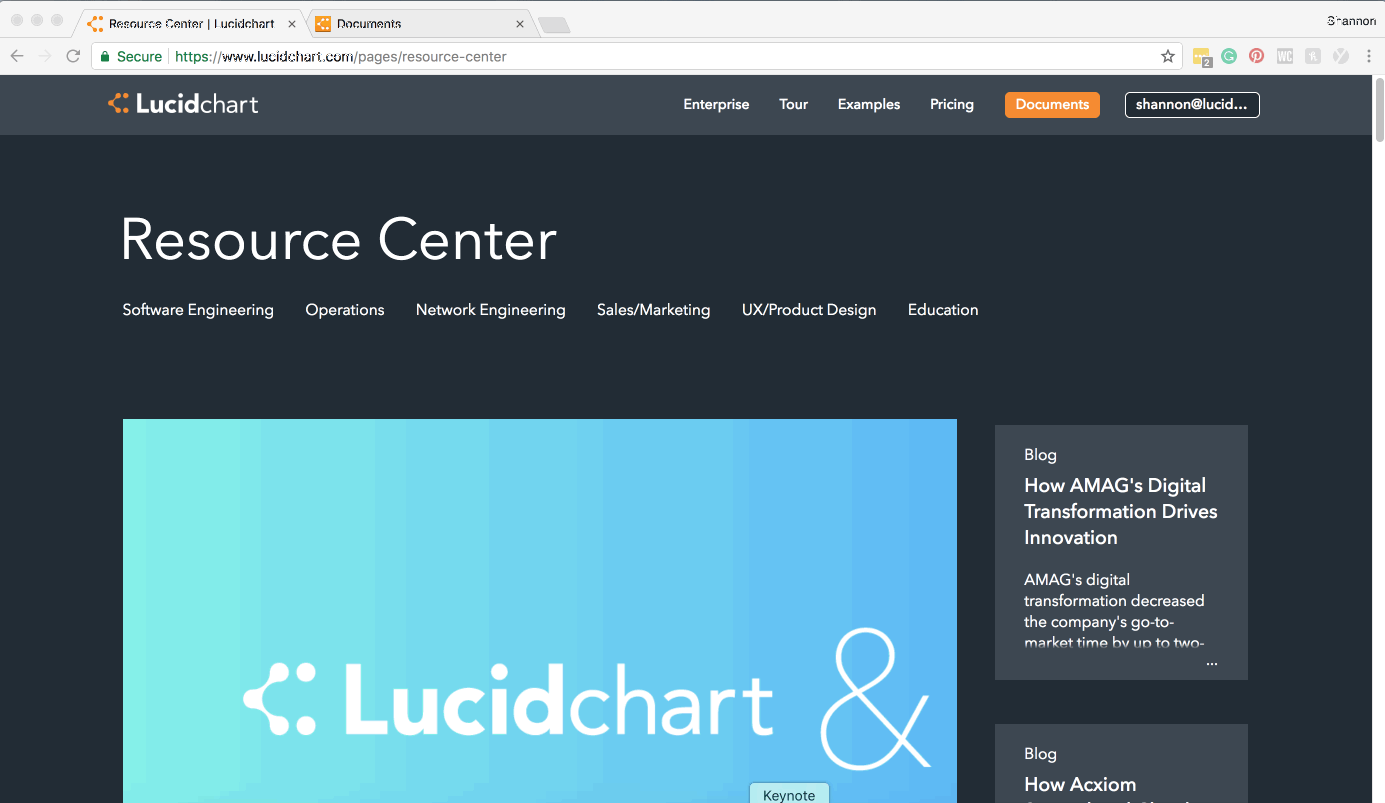 Resource Center | Lucidchart
Documents
Shannon
Secure
https://www.lucidchart.com/pages/resource-center
2
G
WC
Lucidchart
Enterprise
Tour
Examples
Pricing
Documents
shannon@lucid...
Resource Center
Software Engineering
Operations
Network Engineering
Sales/Marketing
UX/Product Design
Education
Lucidchart &
Blog
How AMAG's Digital
Transformation Drives
Innovation
AMAG's digital
transformation decreased
the company's go-to-
market time by up to two-
...
Blog
How Acxiom
Keynote